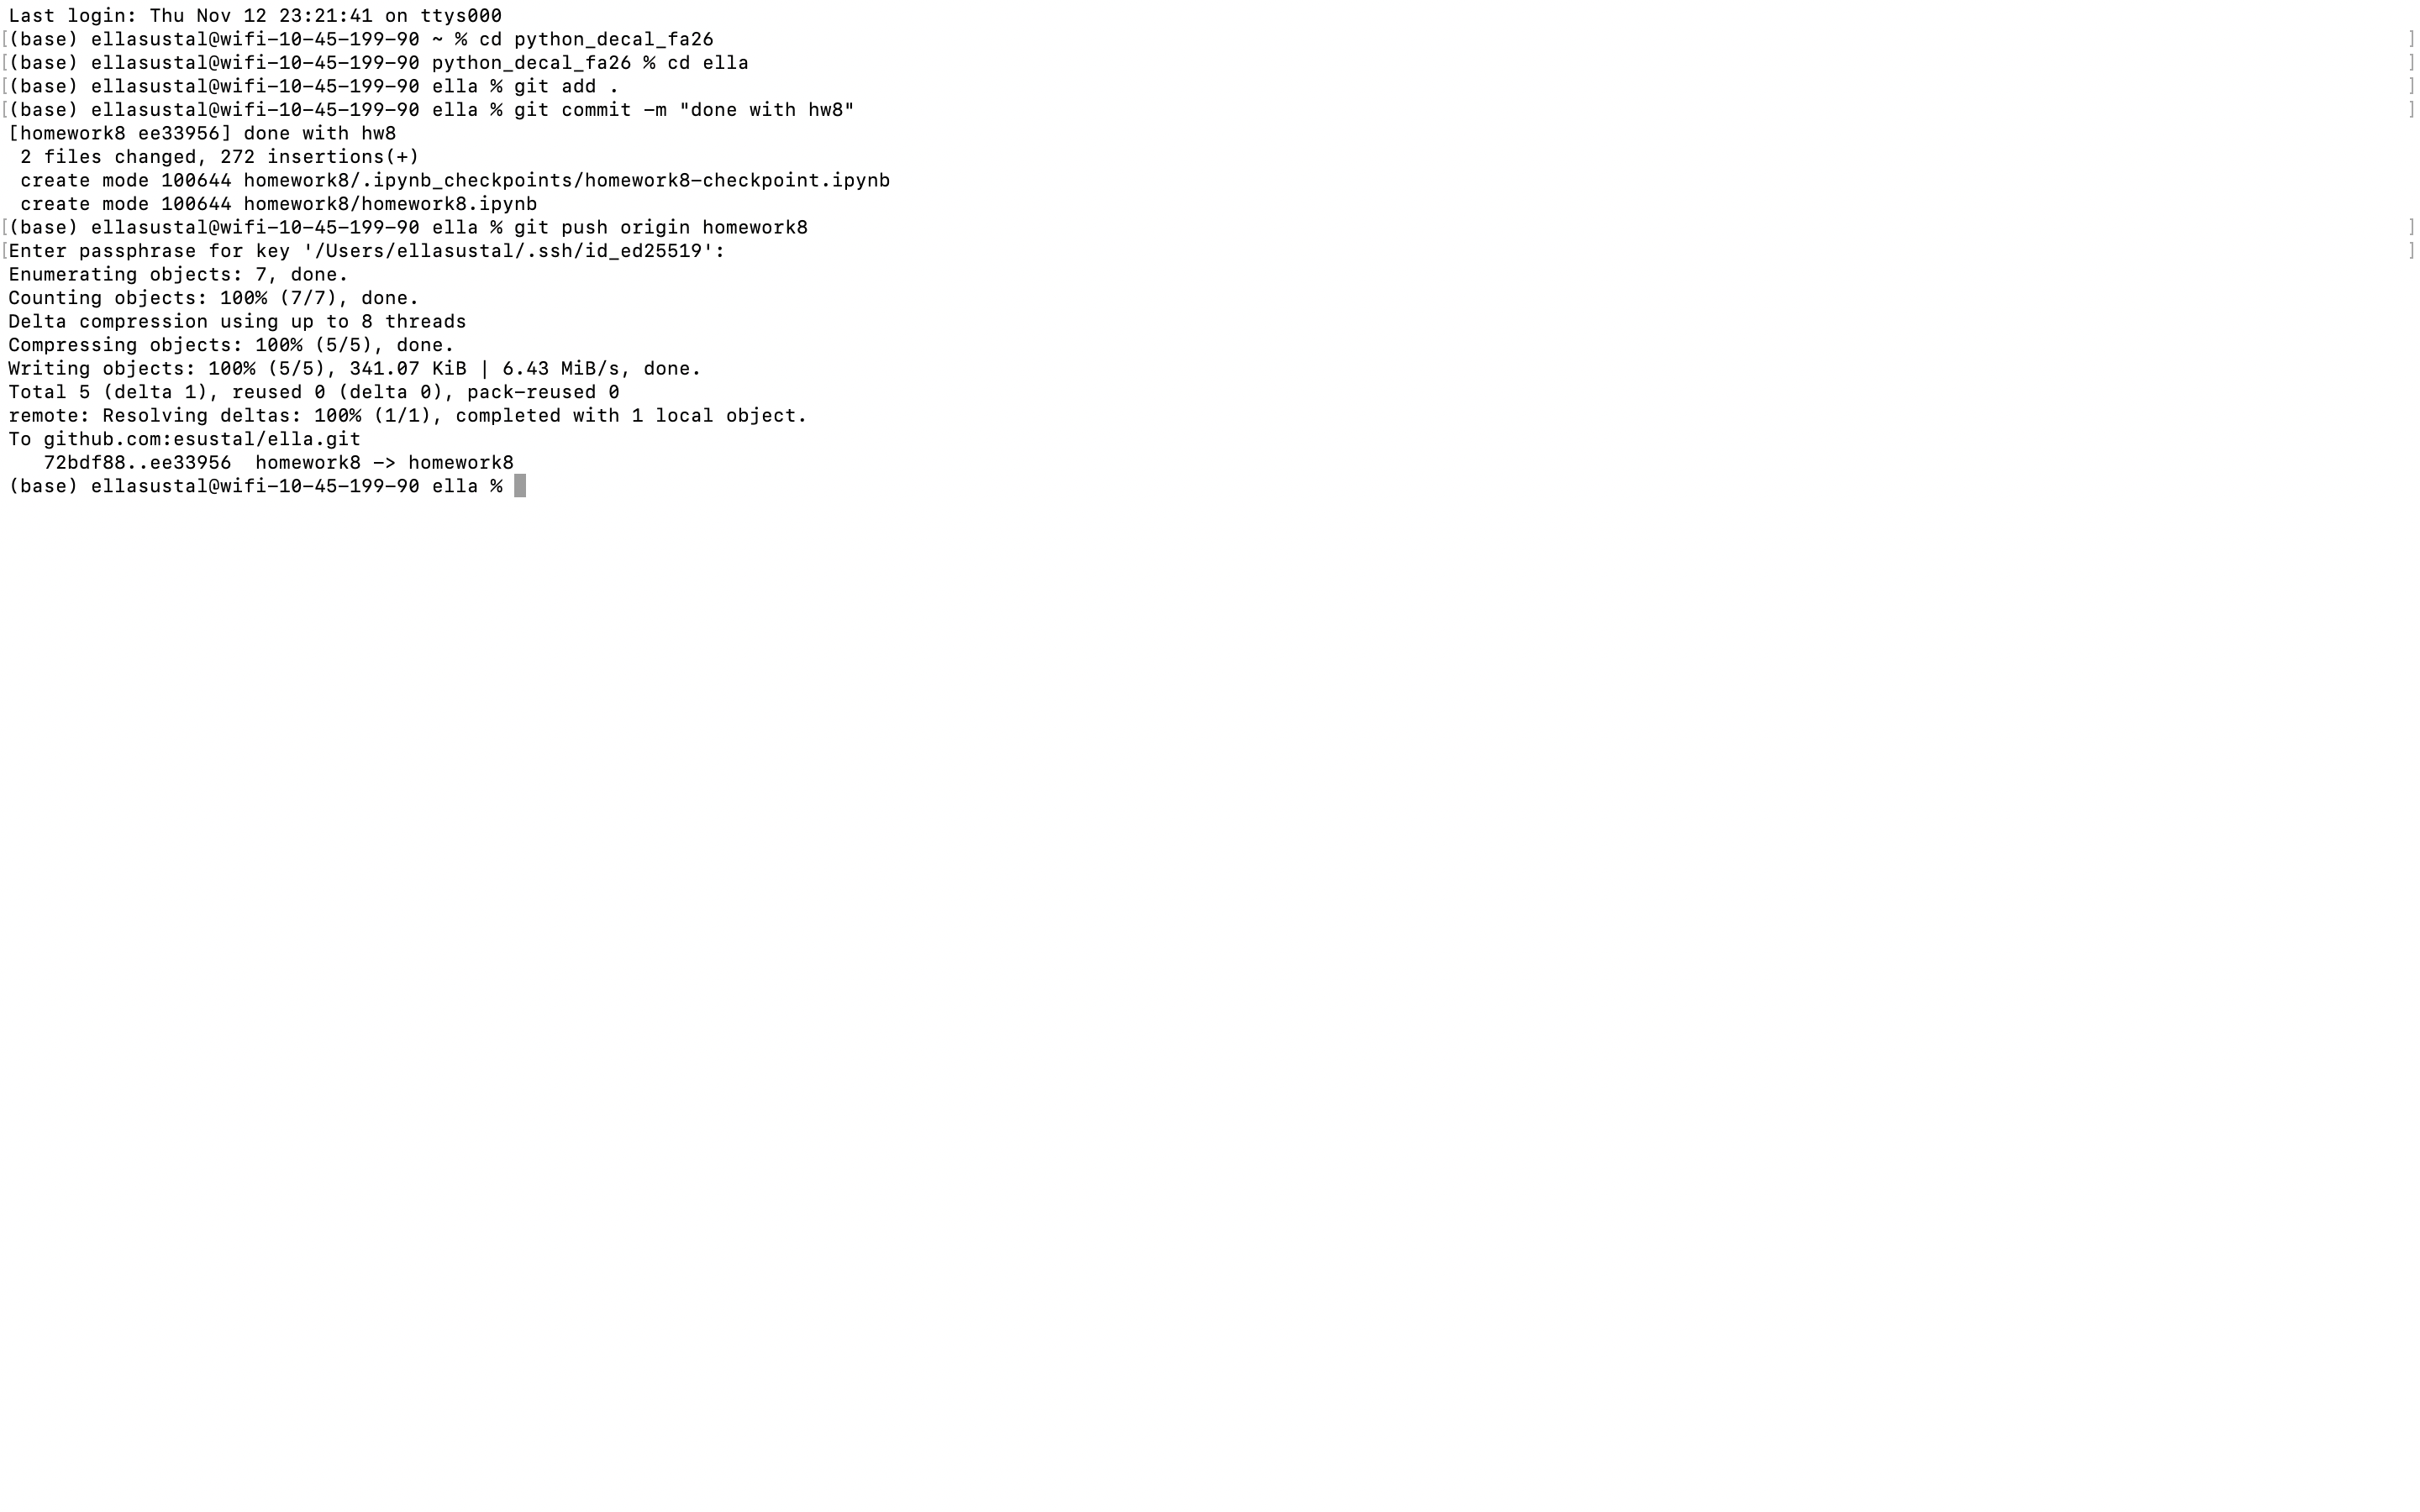 Last login: Thu Nov 12 23:21:41 on ttys000
[(base) ellasustal@wifi-10-45-199-90 ~ % cd python_decal_fa26 ]
[(base) ellasustal@wifi-10-45-199-90 python_decal_fa26 % cd ella ]
[(base) ellasustal@wifi-10-45-199-90 ella % git add . ]
[(base) ellasustal@wifi-10-45-199-90 ella % git commit -m "done with hw8" ]
[homework8 ee33956] done with hw8
 2 files changed, 272 insertions(+)
 create mode 100644 homework8/.ipynb_checkpoints/homework8-checkpoint.ipynb
 create mode 100644 homework8/homework8.ipynb
[(base) ellasustal@wifi-10-45-199-90 ella % git push origin homework8 ]
[Enter passphrase for key '/Users/ellasustal/.ssh/id_ed25519': ]
Enumerating objects: 7, done.
Counting objects: 100% (7/7), done.
Delta compression using up to 8 threads
Compressing objects: 100% (5/5), done.
Writing objects: 100% (5/5), 341.07 KiB | 6.43 MiB/s, done.
Total 5 (delta 1), reused 0 (delta 0), pack-reused 0
remote: Resolving deltas: 100% (1/1), completed with 1 local object.
To github.com:esustal/ella.git
   72bdf88..ee33956  homework8 -> homework8
(base) ellasustal@wifi-10-45-199-90 ella %